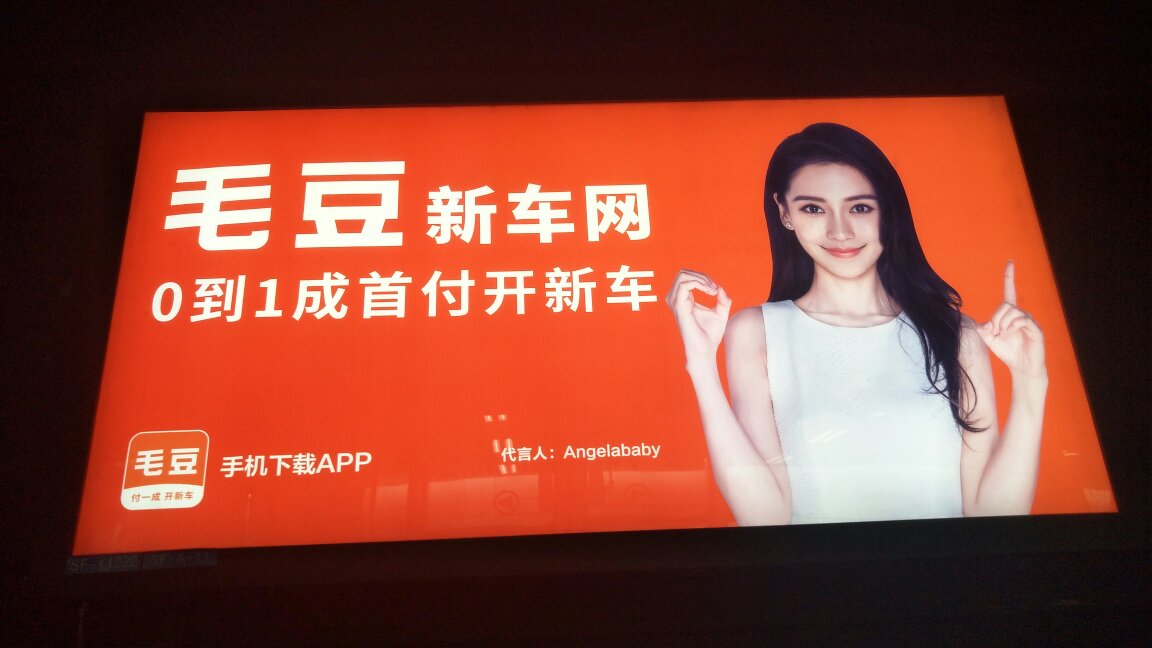 毛豆新车网
0到1成首付开新车
毛豆
付一成 开新车
手机下载APP
代言人：Angelababy